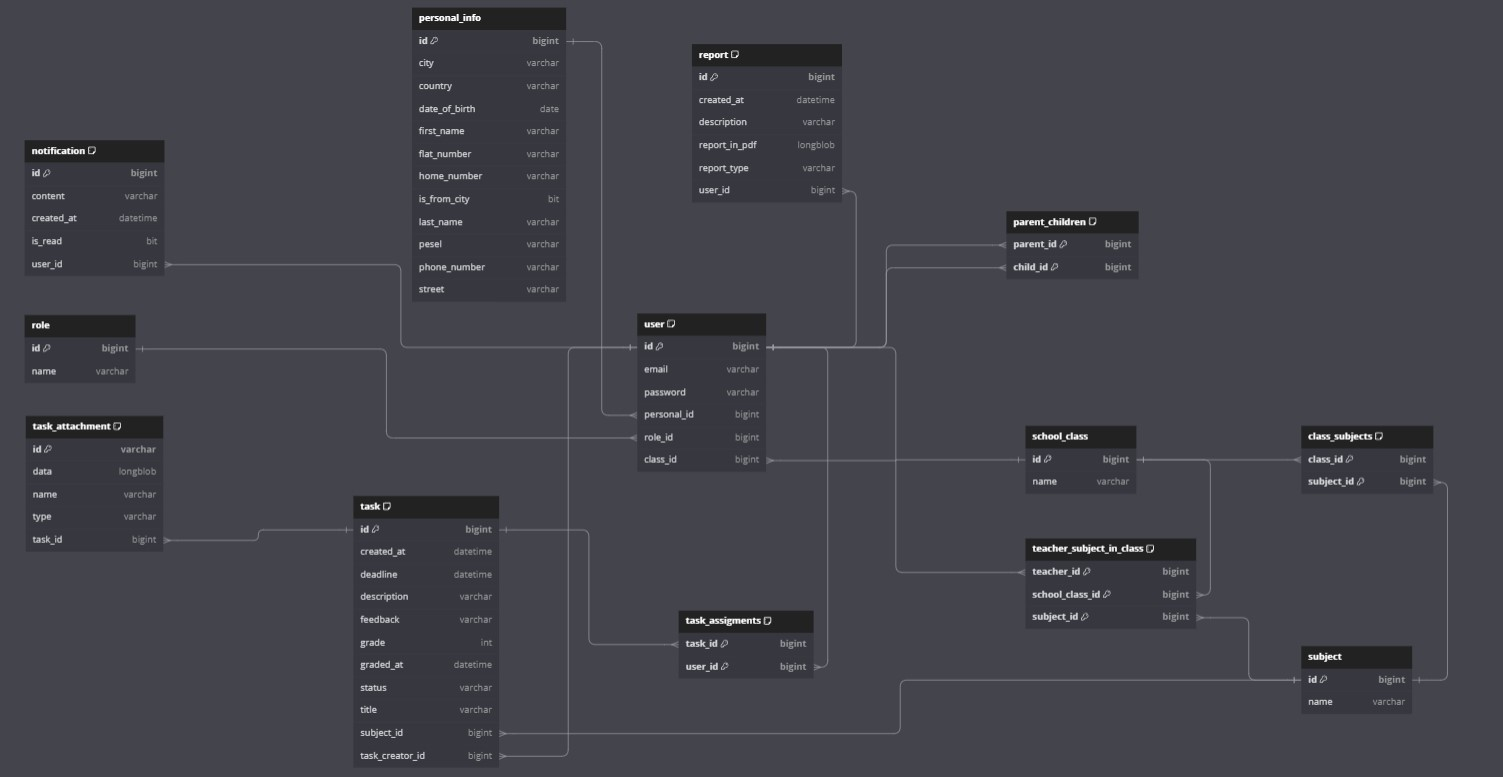 personal_info
id bigint
city varchar
country varchar
date_of_birth date
first_name varchar
flat_number varchar
home_number varchar
is_from_city bit
last_name varchar
pesel varchar
phone_number varchar
street varchar
report
id bigint
created_at datetime
description varchar
report_in_pdf longblob
report_type varchar
user_id bigint
notification
id bigint
content varchar
created_at datetime
is_read bit
user_id bigint
parent_children
parent_id bigint
child_id bigint
role
id bigint
name varchar
user
id bigint
email varchar
password varchar
personal_id bigint
role_id bigint
class_id bigint
task_attachment
id varchar
data longblob
name varchar
type varchar
task_id bigint
school_class
id bigint
name varchar
class_subjects
class_id bigint
subject_id bigint
task
id bigint
created_at datetime
deadline datetime
description varchar
feedback varchar
grade int
graded_at datetime
status varchar
title varchar
subject_id bigint
task_creator_id bigint
teacher_subject_in_class
teacher_id bigint
school_class_id bigint
subject_id bigint
task_assigments
task_id bigint
user_id bigint
subject
id bigint
name varchar